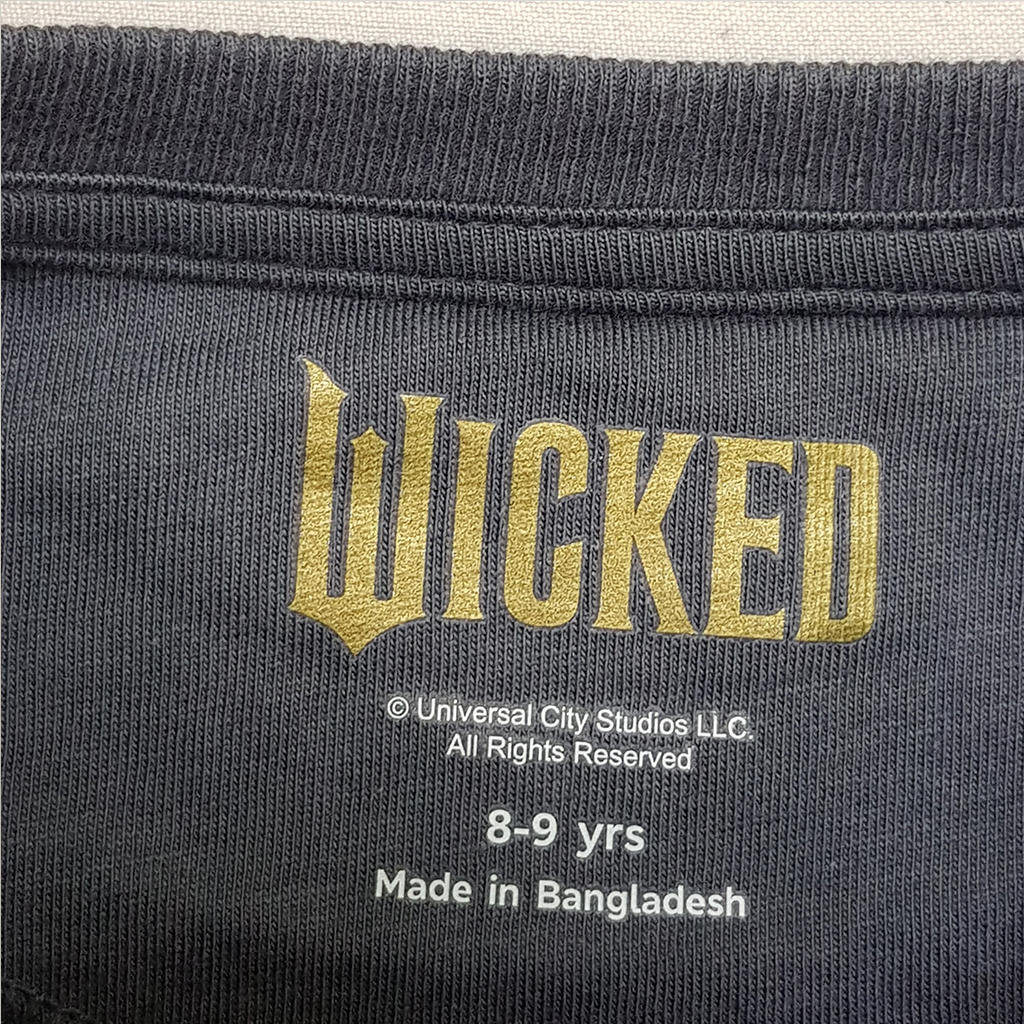 WICKED
© Universal City Studios LLC.
All Rights Reserved
8-9 yrs
Made in Bangladesh